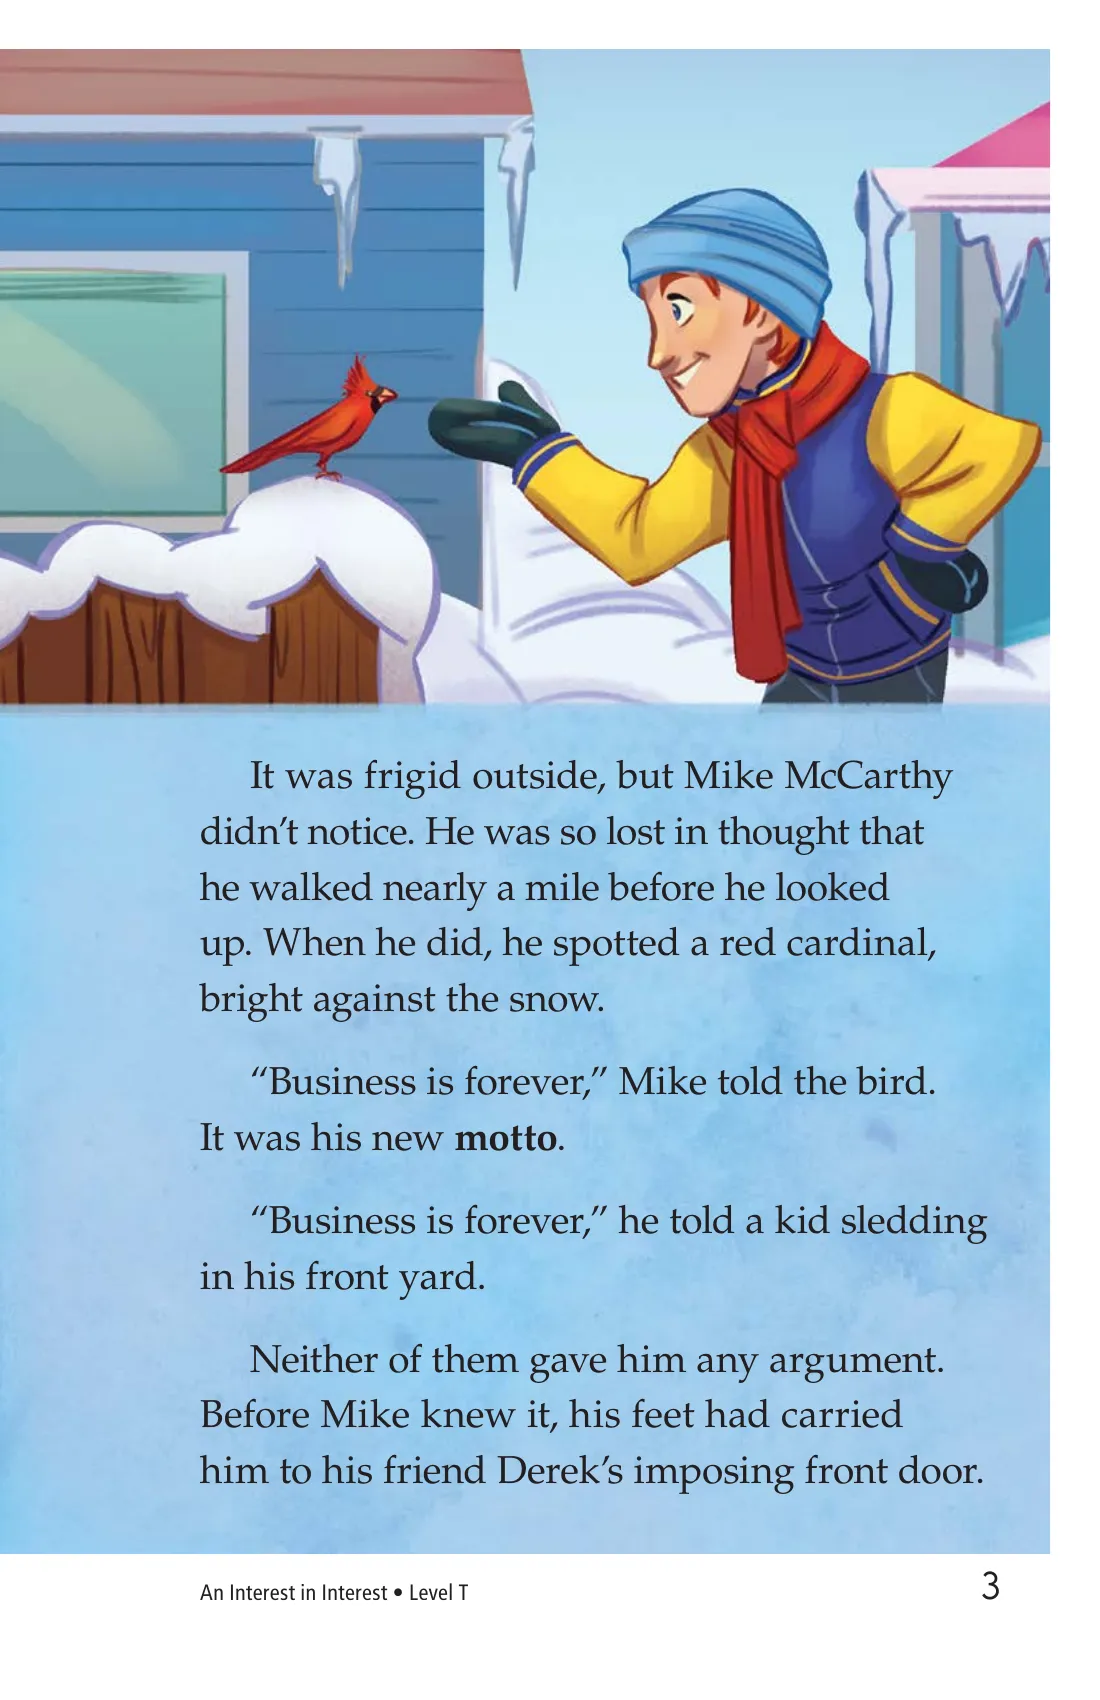 It was frigid outside, but Mike McCarthy
didn’t notice. He was so lost in thought that
he walked nearly a mile before he looked
up. When he did, he spotted a red cardinal,
bright against the snow.
“Business is forever,” Mike told the bird.
It was his new motto.
“Business is forever,” he told a kid sledding
in his front yard.
Neither of them gave him any argument.
Before Mike knew it, his feet had carried
him to his friend Derek’s imposing front door.
An Interest in Interest • Level T
3